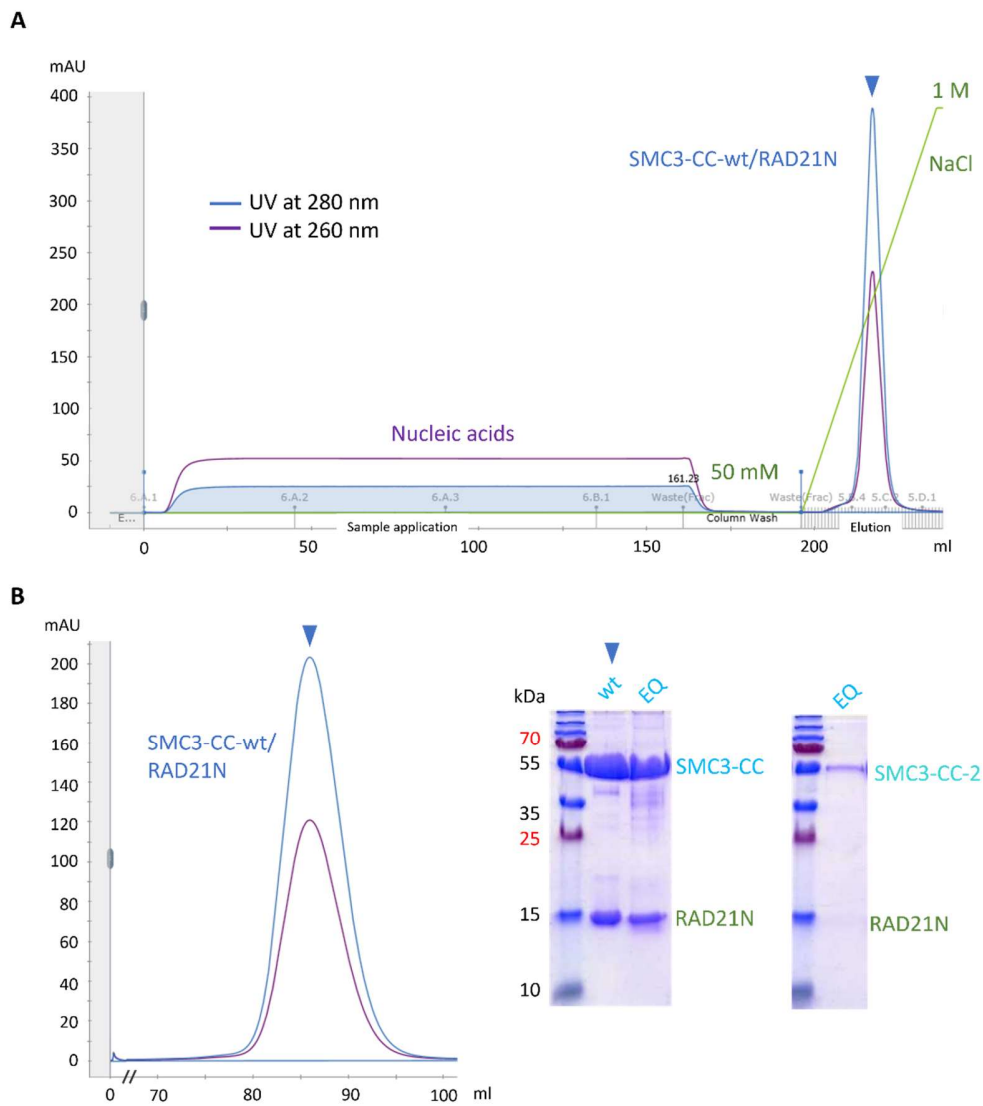 A
mAU
400
350
300
250
200
150
100
50
0
1 M
SMC3-CC-wt/RAD21N
NaCl
UV at 280 nm
UV at 260 nm
Nucleic acids
50 mM
161.23
6.A.1
6.A.2
6.A.3
6.B.1
Waste(Frac)
Waste(Frac)
5.B.4
5.C.2
5.D.1
E...
Sample application
Column Wash
Elution
0
50
100
150
200
ml
B
mAU
200
180
160
140
120
100
80
60
40
20
0
SMC3-CC-wt/
RAD21N
0 // 70 80 90 100 ml
kDa
wt
EQ
70
55
35
25
15
10
SMC3-CC
RAD21N
EQ
SMC3-CC-2
RAD21N